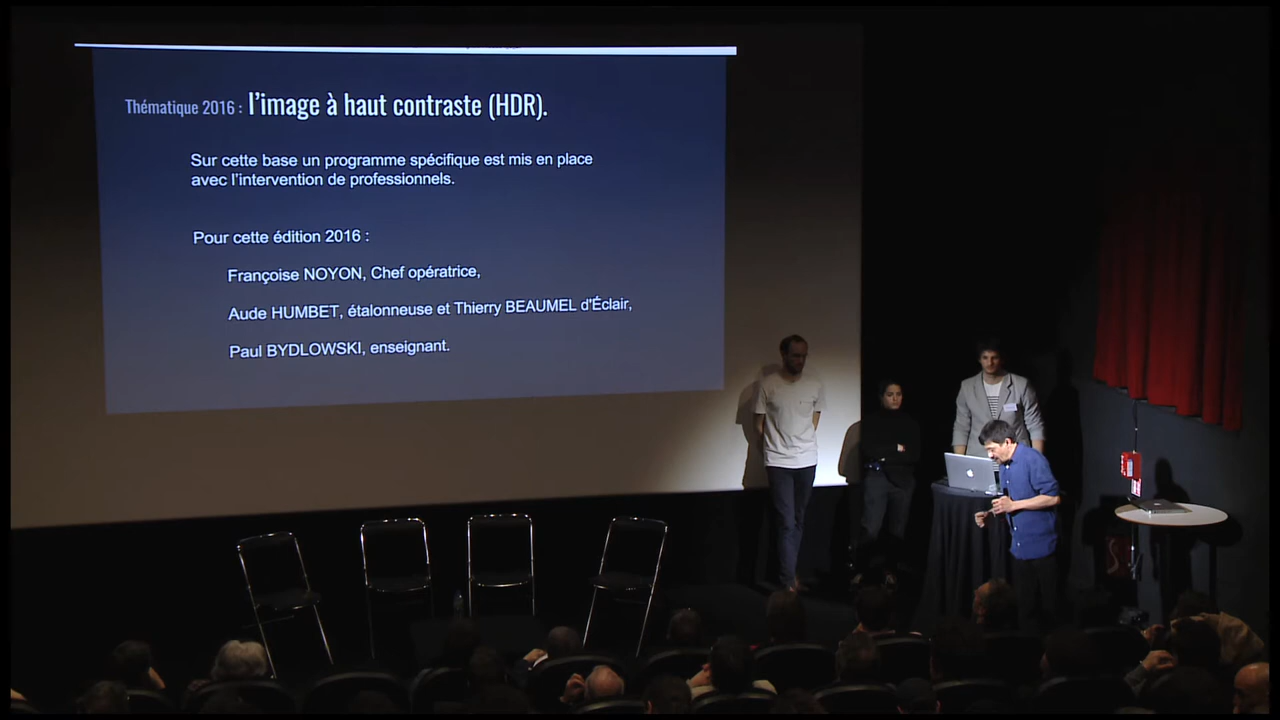 Thématique 2016 : l'image à haut contraste (HDR).
Sur cette base un programme spécifique est mis en place
avec l'intervention de professionnels.
Pour cette édition 2016 :
Françoise NOYON, Chef opératrice,
Aude HUMBET, étalonneuse et Thierry BEAUMEL d'Éclair,
Paul BYDLOWSKI, enseignant.